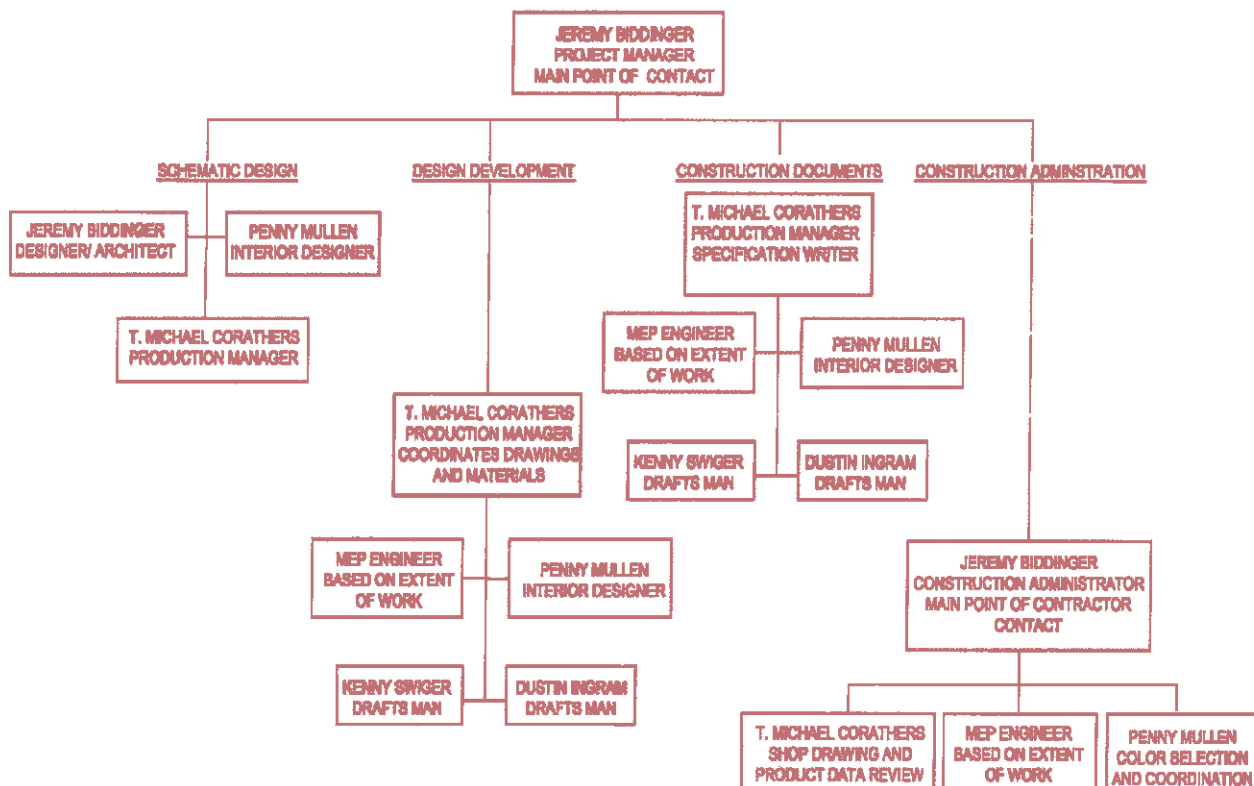 JEREMY BIDDINGER
PROJECT MANAGER
MAIN POINT OF CONTACT
SCHEMATIC DESIGN
JEREMY BIDDINGER
DESIGNER/ ARCHITECT
PENNY MULLEN
INTERIOR DESIGNER
T. MICHAEL CORATHERS
PRODUCTION MANAGER
DESIGN DEVELOPMENT
T. MICHAEL CORATHERS
PRODUCTION MANAGER
COORDINATES DRAWINGS
AND MATERIALS
MEP ENGINEER
BASED ON EXTENT
OF WORK
PENNY MULLEN
INTERIOR DESIGNER
KENNY SWIGER
DRAFTS MAN
DUSTIN INGRAM
DRAFTS MAN
CONSTRUCTION DOCUMENTS
T. MICHAEL CORATHERS
PRODUCTION MANAGER
SPECIFICATION WRITER
MEP ENGINEER
BASED ON EXTENT
OF WORK
PENNY MULLEN
INTERIOR DESIGNER
KENNY SWIGER
DRAFTS MAN
DUSTIN INGRAM
DRAFTS MAN
CONSTRUCTION ADMINSTRATION
JEREMY BIDDINGER
CONSTRUCTION ADMINISTRATOR
MAIN POINT OF CONTRACTOR
CONTACT
T. MICHAEL CORATHERS
SHOP DRAWING AND
PRODUCT DATA REVIEW
MEP ENGINEER
BASED ON EXTENT
OF WORK
PENNY MULLEN
COLOR SELECTION
AND COORDINATION